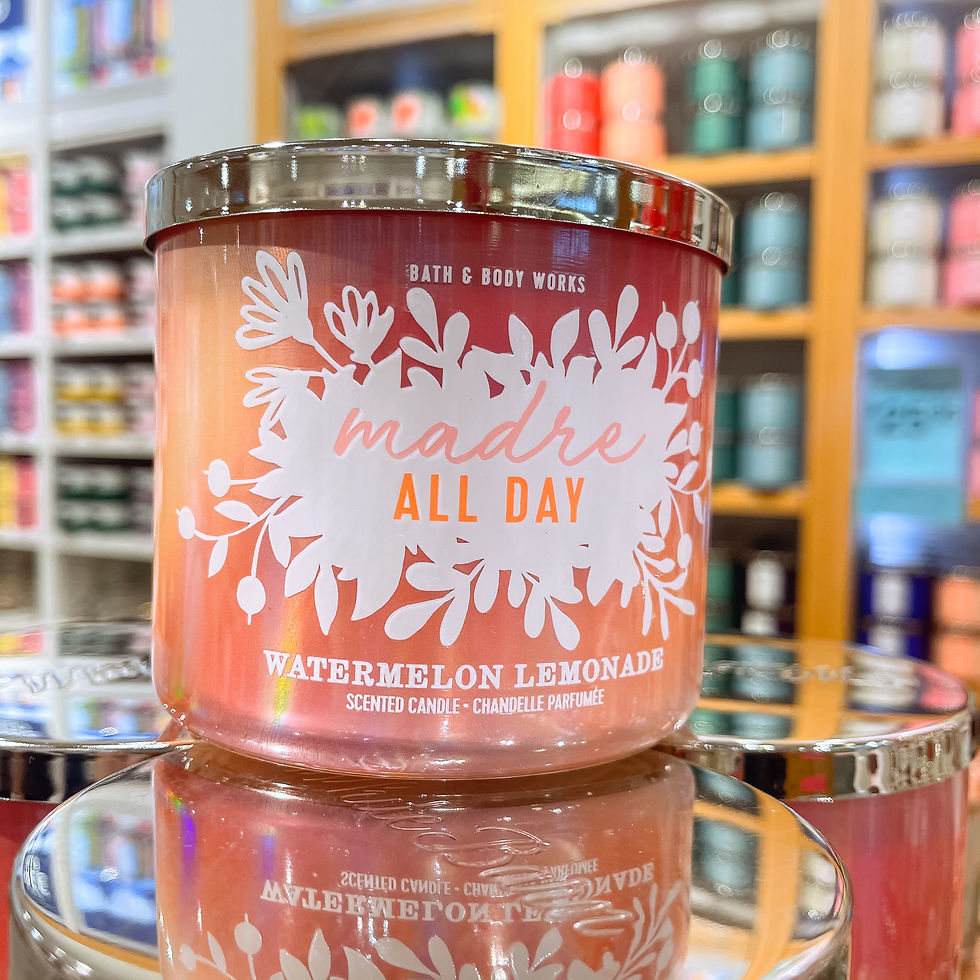 BATH & BODY WORKS
madre
ALL DAY
WATERMELON LEMONADE
SCENTED CANDLE • CHANDELLE PARFUMÉE